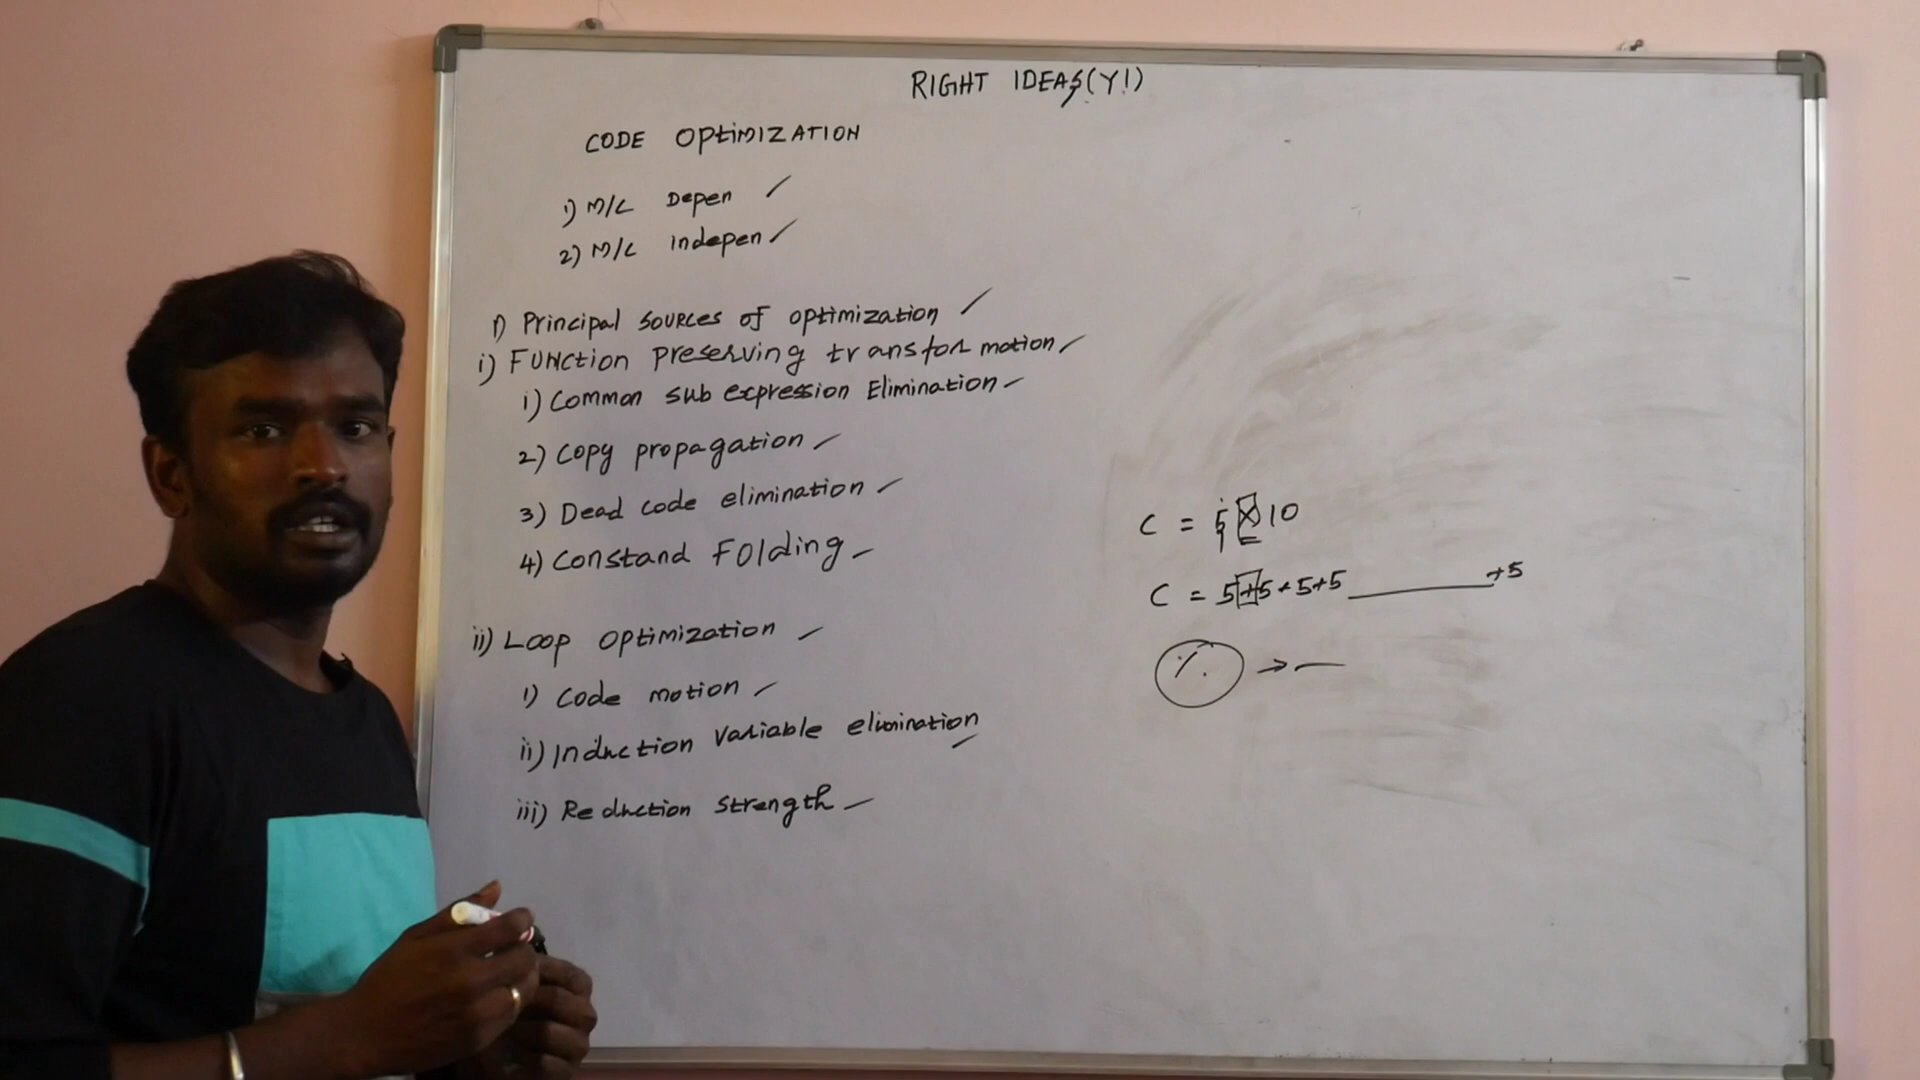 RIGHT IDEAS(Y!)
CODE OPtiMIZATION
1) M/C Depen
2) M/C indepen
1) Principal sources of optimization
i) Function preserving transfor motion
i) Common sub expression Elimination
2) Copy propagation
3) Dead code elimination
4) Constand Folding
ii) Loop optimization
1) code motion
ii) Induction Variable elimination
iii) Reduction strength
C = 5 × 10
C = 5+5+5+5 +5